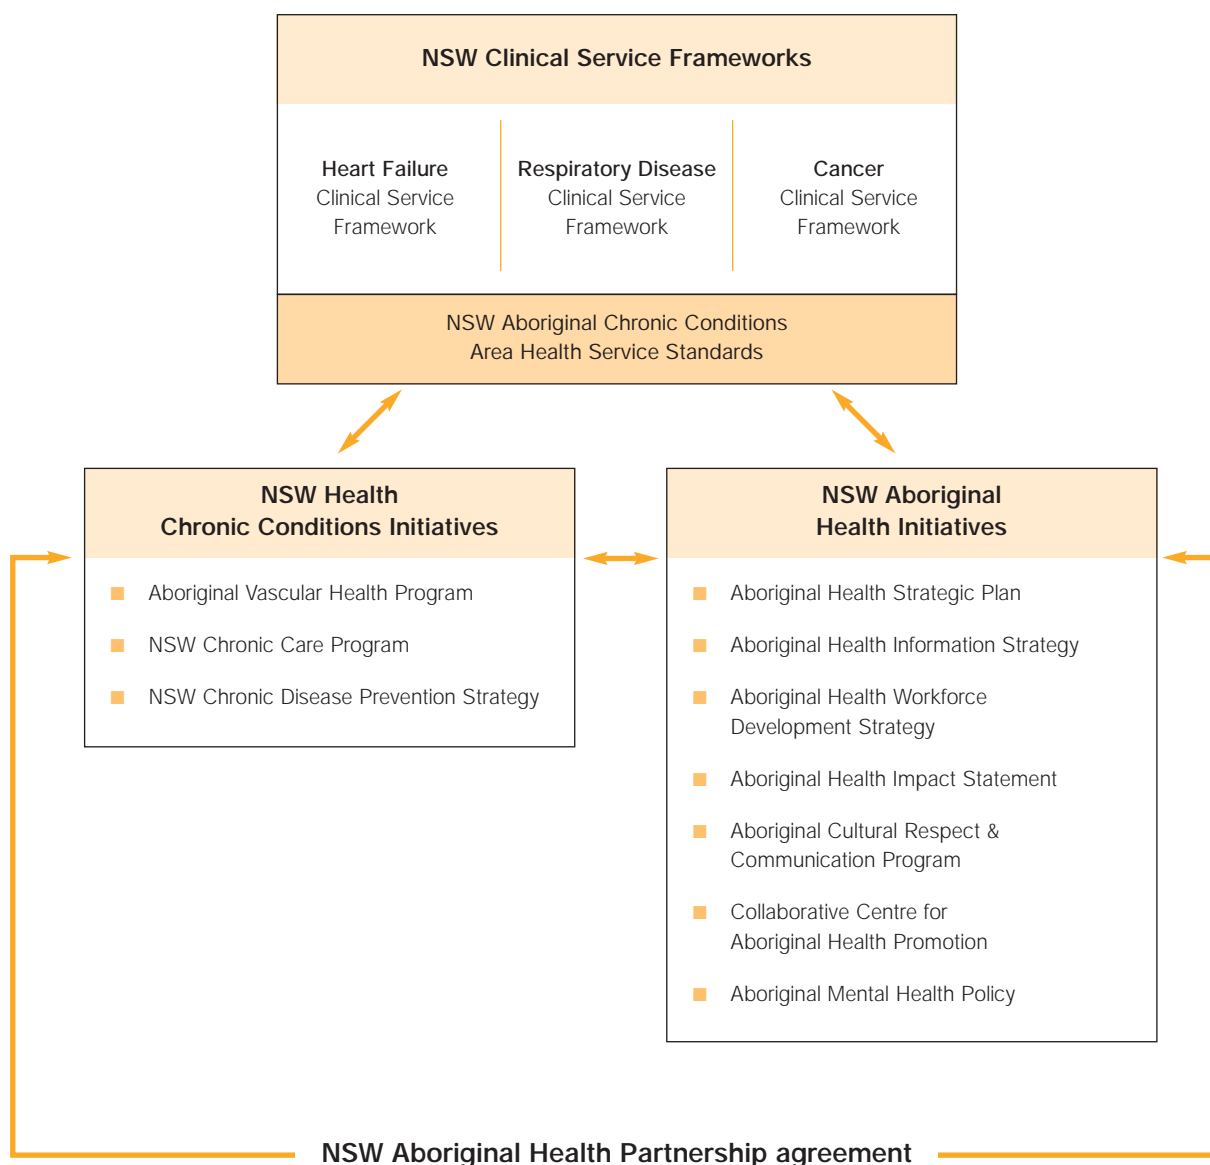 NSW Clinical Service Frameworks
Heart Failure
Clinical Service
Framework
Respiratory Disease
Clinical Service
Framework
Cancer
Clinical Service
Framework
NSW Aboriginal Chronic Conditions
Area Health Service Standards
NSW Health
Chronic Conditions Initiatives
Aboriginal Vascular Health Program
NSW Chronic Care Program
NSW Chronic Disease Prevention Strategy
NSW Aboriginal
Health Initiatives
Aboriginal Health Strategic Plan
Aboriginal Health Information Strategy
Aboriginal Health Workforce
Development Strategy
Aboriginal Health Impact Statement
Aboriginal Cultural Respect &
Communication Program
Collaborative Centre for
Aboriginal Health Promotion
Aboriginal Mental Health Policy
NSW Aboriginal Health Partnership agreement